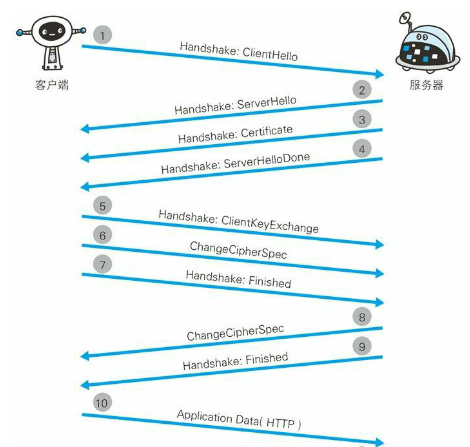 1
Handshake: ClientHello
客户端
服务器
2
Handshake: ServerHello
3
Handshake: Certificate
4
Handshake: ServerHelloDone
5
Handshake: ClientKeyExchange
6
ChangeCipherSpec
7
Handshake: Finished
8
ChangeCipherSpec
9
Handshake: Finished
10
Application Data( HTTP )